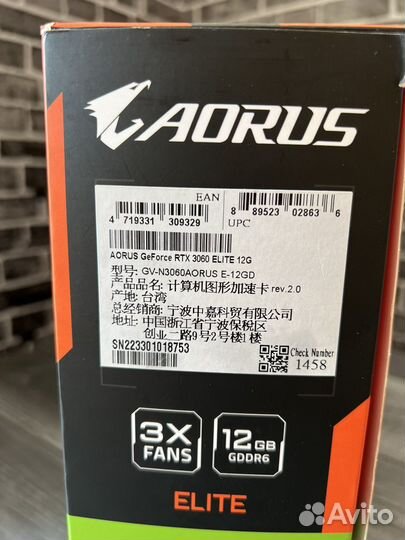 AORUS
EAN
4 719331 309329
8 89523 02863 6
UPC
AORUS GeForce RTX 3060 ELITE 12G
型号: GV-N3060AORUS E-12GD
产品品名: 计算机图形加速卡 rev.2.0
产地: 台湾
总经销商: 宁波中嘉科贸有限公司
地址: 中国浙江省宁波保税区
创业二路9号2号楼1楼
SN223301018753
Check Number
1458
3X
FANS
12GB
GDDR6
ELITE
Avito